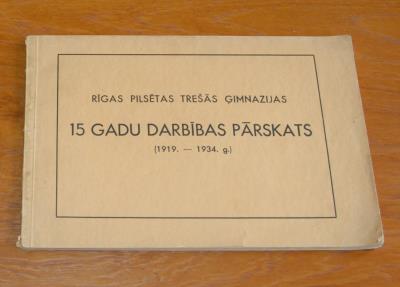 RĪGAS PILSĒTAS TREŠĀS ĢIMNAZIJAS
15 GADU DARBĪBAS PĀRSKATS
(1919. — 1934. g.)